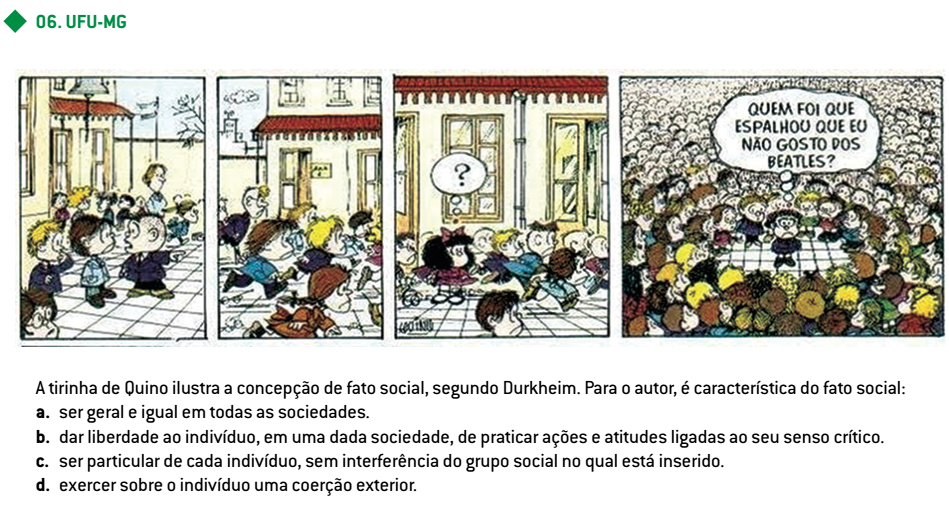 06. UFU-MG
?
QUEM FOI QUE
ESPALHOU QUE EU
NÃO GOSTO DOS
BEATLES?
A tirinha de Quino ilustra a concepção de fato social, segundo Durkheim. Para o autor, é característica do fato social:
a. ser geral e igual em todas as sociedades.
b. dar liberdade ao indivíduo, em uma dada sociedade, de praticar ações e atitudes ligadas ao seu senso crítico.
c. ser particular de cada indivíduo, sem interferência do grupo social no qual está inserido.
d. exercer sobre o indivíduo uma coerção exterior.